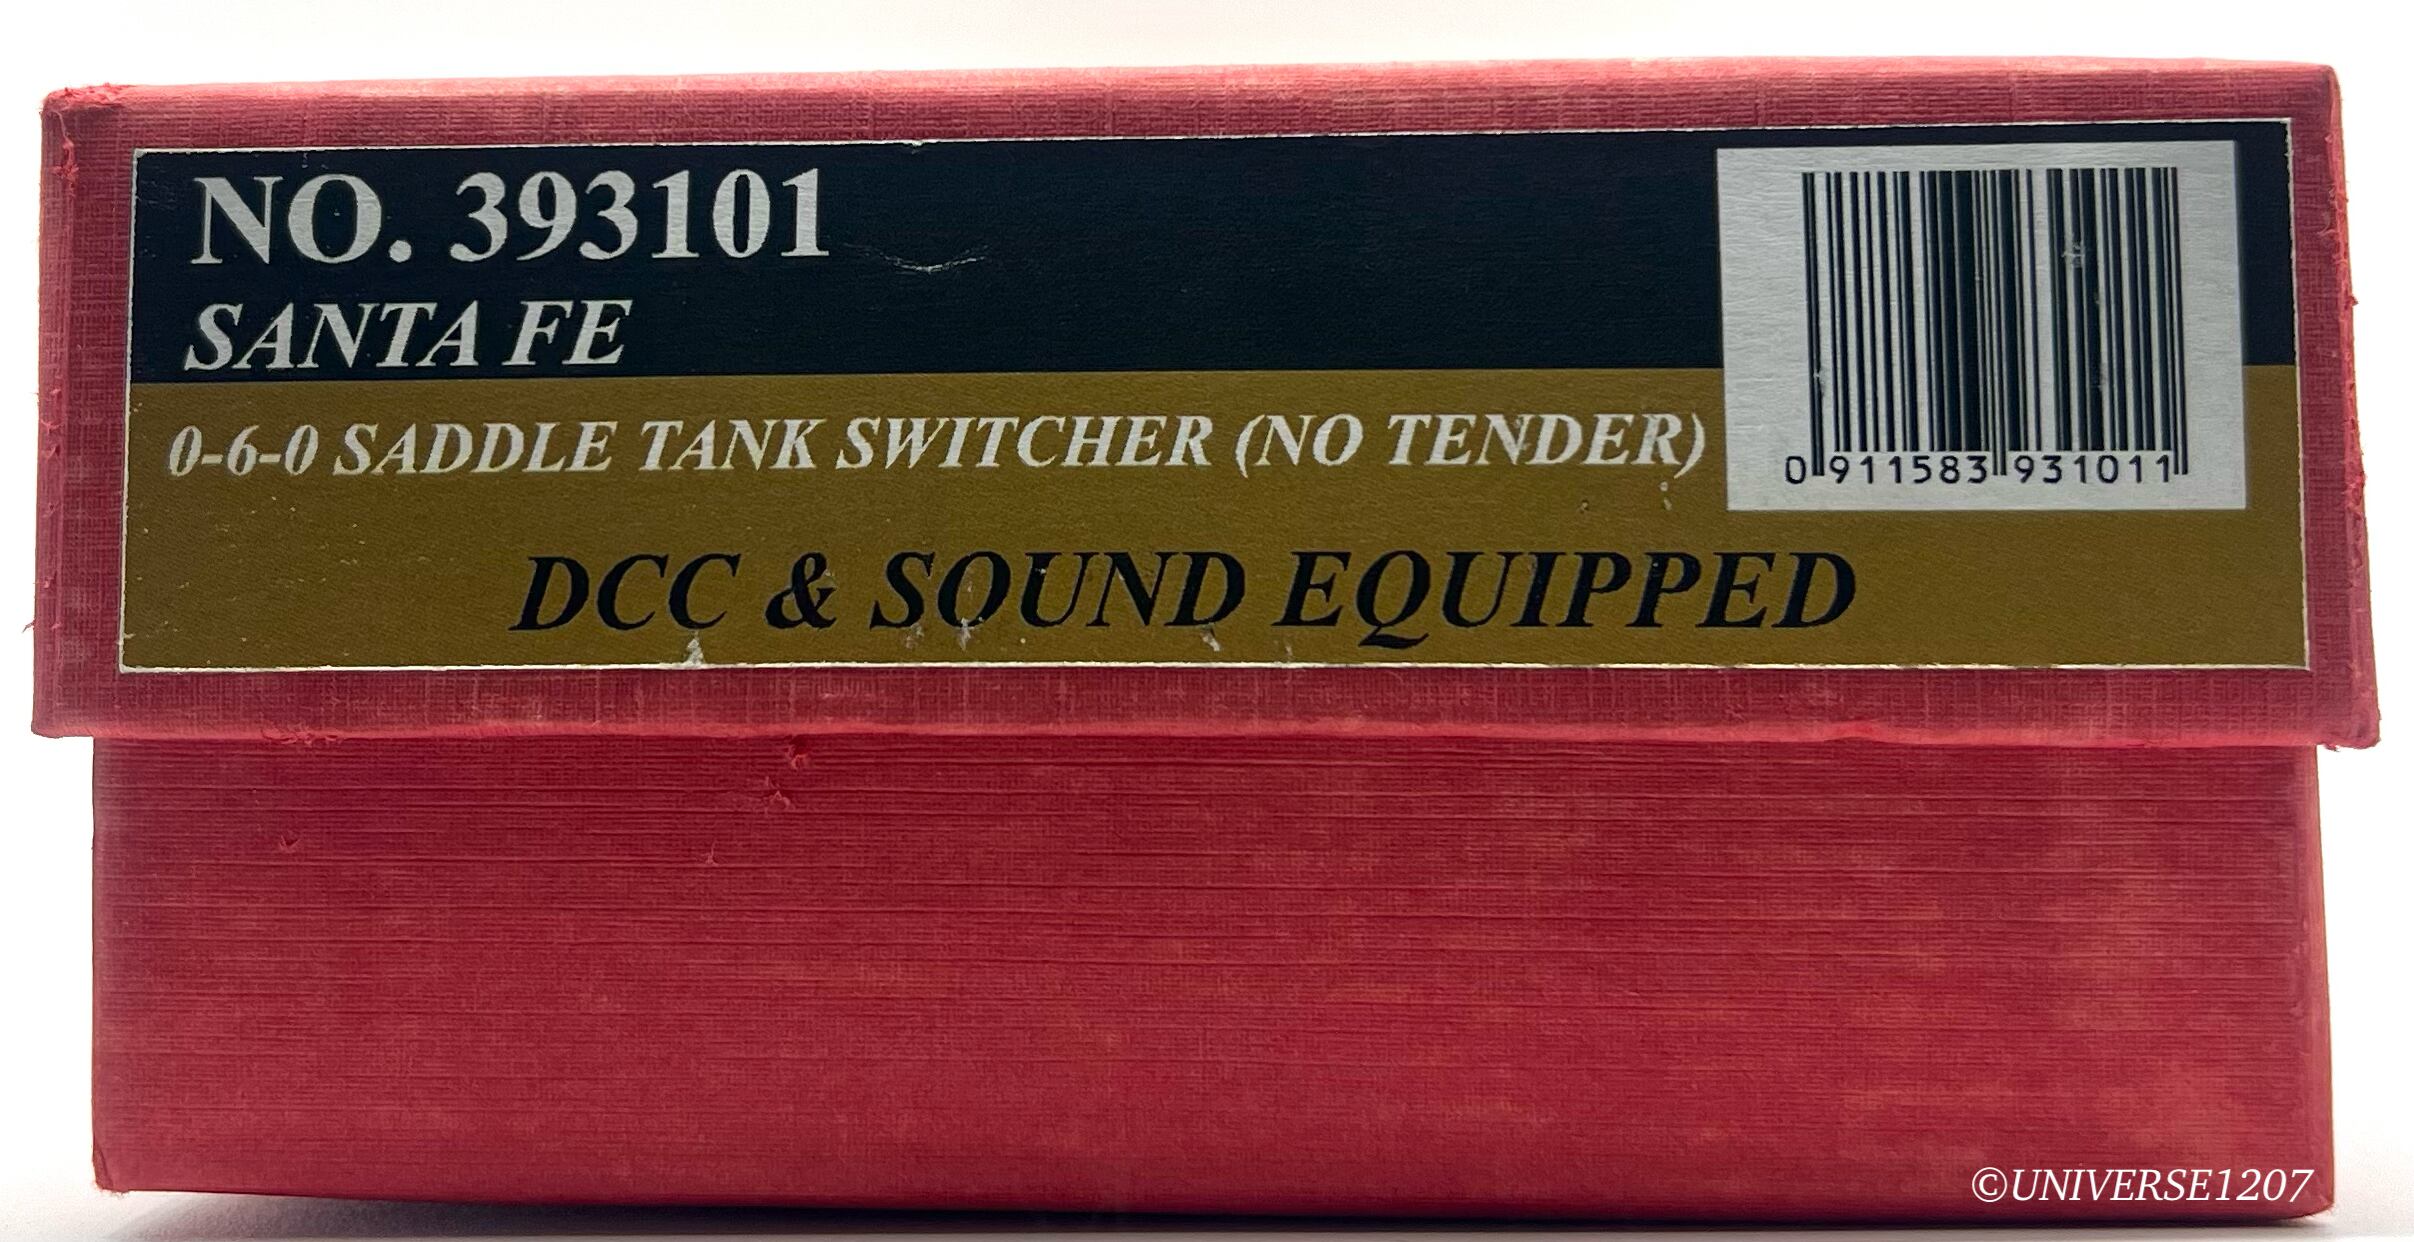 NO. 393101
SANTA FE
0-6-0 SADDLE TANK SWITCHER (NO TENDER)
0 911583 931011
DCC & SOUND EQUIPPED
©UNIVERSE1207